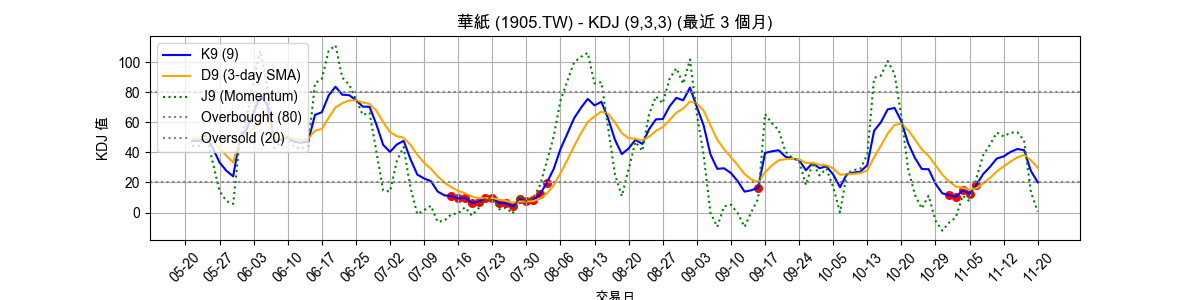 華紙 (1905.TW) - KDJ (9,3,3) (最近 3 個月)
K9 (9)
D9 (3-day SMA)
J9 (Momentum)
Overbought (80)
Oversold (20)
KDJ 值
100
80
60
40
20
0
05-20 05-27 06-03 06-10 06-17 06-25 07-02 07-09 07-16 07-23 07-30 08-06 08-13 08-20 08-27 09-03 09-10 09-17 09-24 10-05 10-13 10-20 10-29 11-05 11-12 11-20
交易日